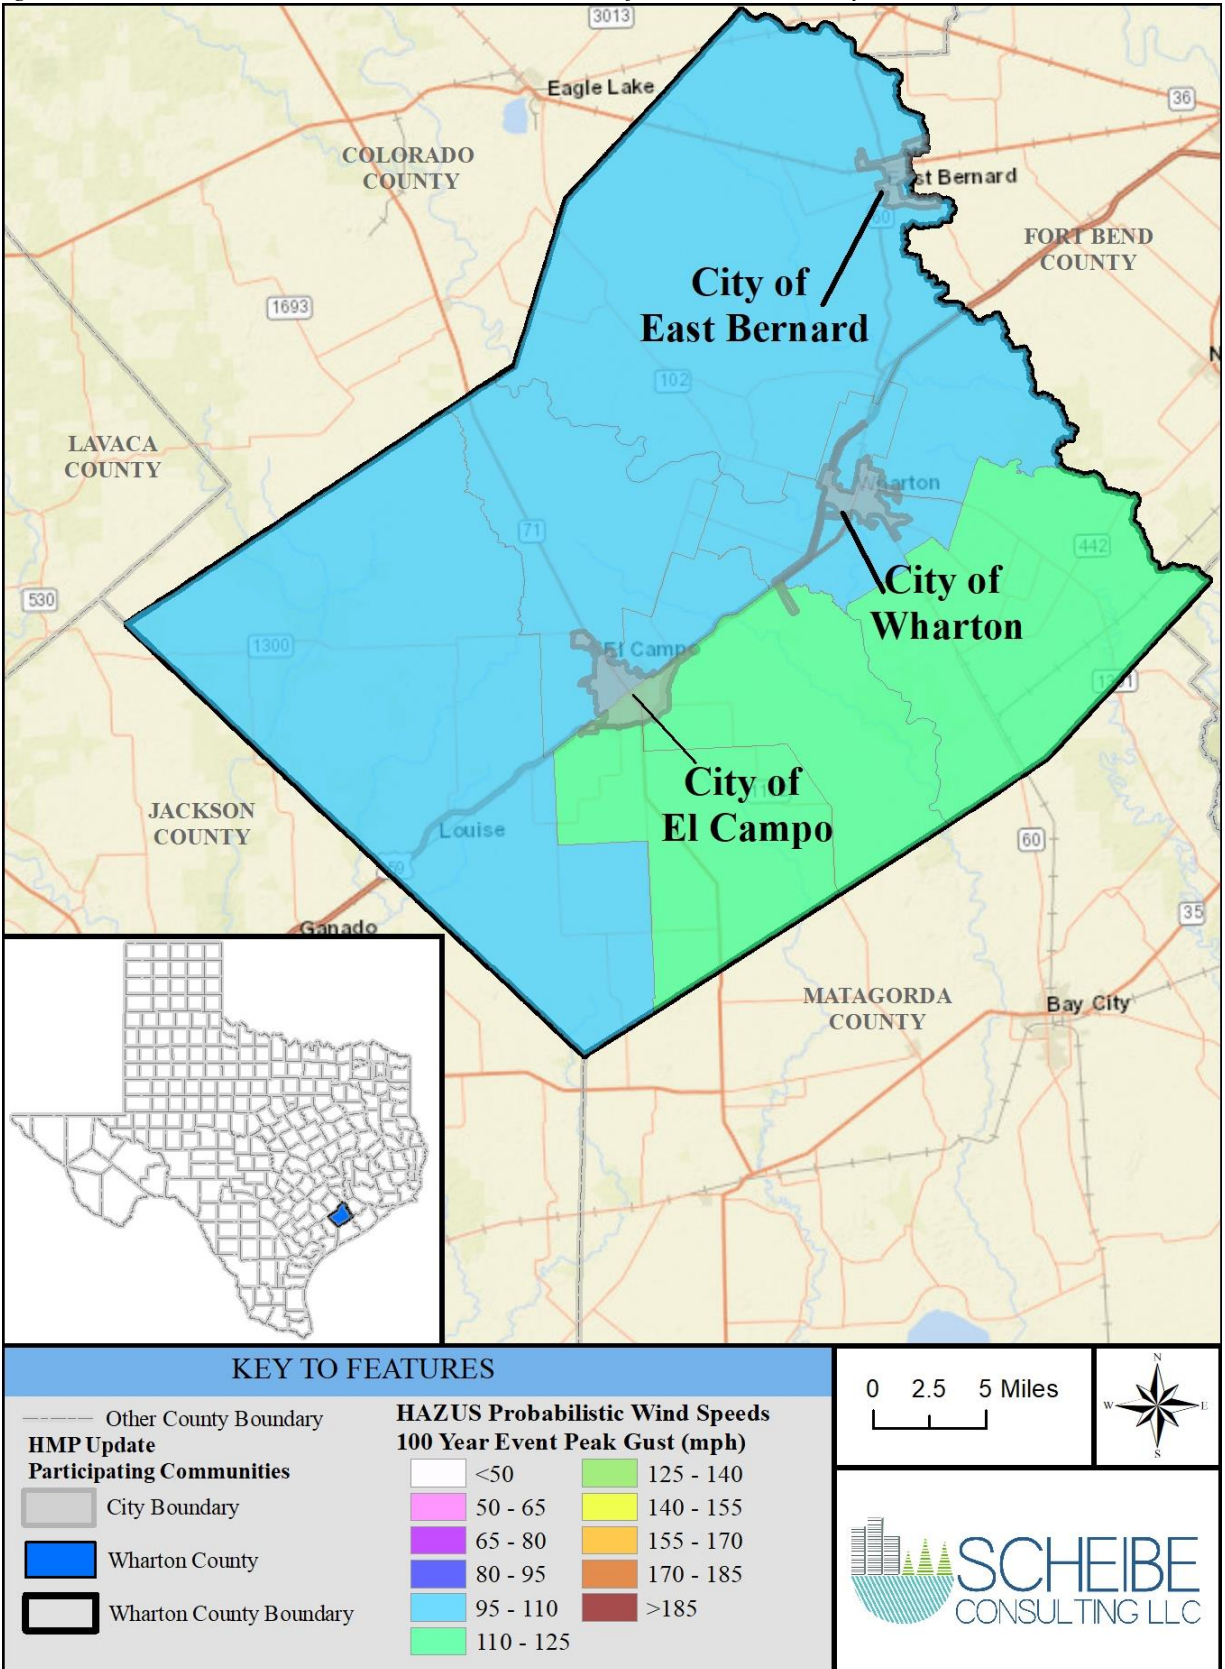 3013
Eagle Lake
36
COLORADO
COUNTY
East Bernard
60
FORT BEND
COUNTY
City of
East Bernard
1693
102
LAVACA
COUNTY
Wharton
71
442
530
City of
Wharton
1300
El Campo
1301
City of
El Campo
JACKSON
COUNTY
Louise
60
59
35
Ganado
MATAGORDA
COUNTY
Bay City
KEY TO FEATURES
Other County Boundary
HMP Update
Participating Communities
City Boundary
Wharton County
Wharton County Boundary
HAZUS Probabilistic Wind Speeds
100 Year Event Peak Gust (mph)
<50
50 - 65
65 - 80
80 - 95
95 - 110
110 - 125
125 - 140
140 - 155
155 - 170
170 - 185
>185
0 2.5 5 Miles
N
W E
S
SCHEIBE
CONSULTING LLC